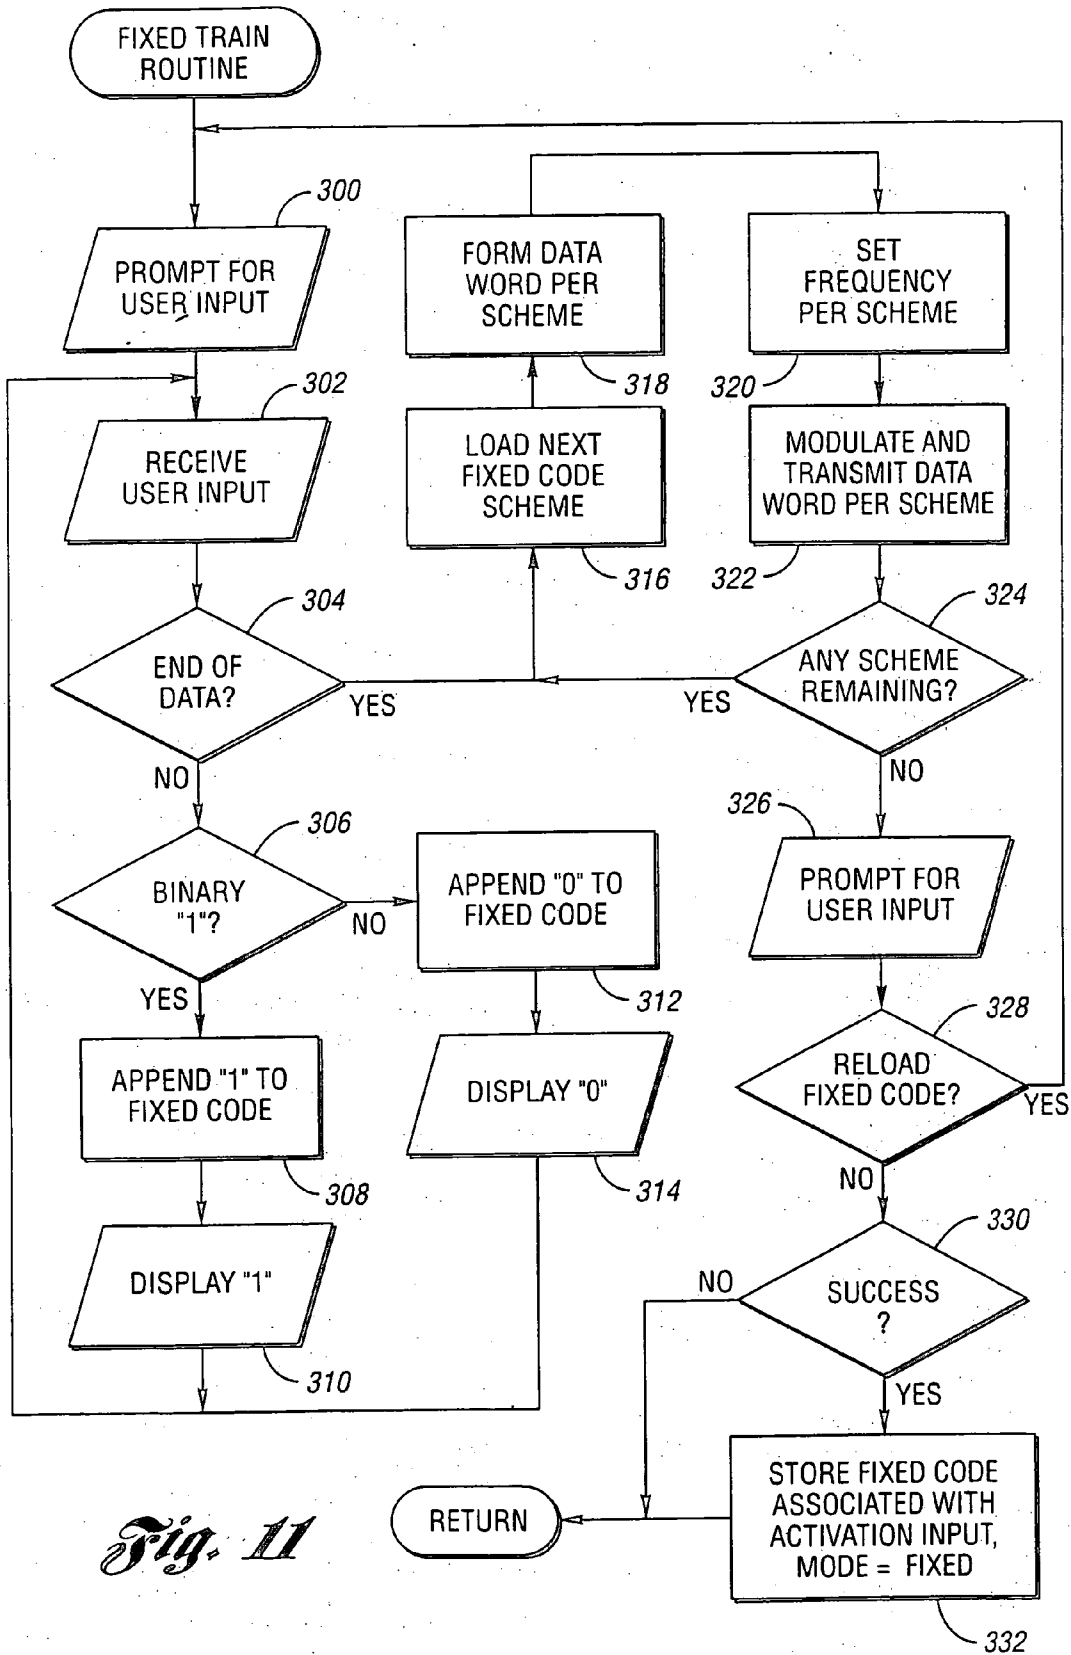 FIXED TRAIN
ROUTINE
300
PROMPT FOR
USER INPUT
302
RECEIVE
USER INPUT
304
END OF
DATA?
YES
NO
306
BINARY
"1"?
NO
YES
APPEND "1" TO
FIXED CODE
308
DISPLAY "1"
310
APPEND "0" TO
FIXED CODE
312
DISPLAY "0"
314
LOAD NEXT
FIXED CODE
SCHEME
316
FORM DATA
WORD PER
SCHEME
318
SET
FREQUENCY
PER SCHEME
320
MODULATE AND
TRANSMIT DATA
WORD PER SCHEME
322
324
ANY SCHEME
REMAINING?
YES
NO
326
PROMPT FOR
USER INPUT
328
RELOAD
FIXED CODE?
YES
NO
330
SUCCESS
?
NO
YES
STORE FIXED CODE
ASSOCIATED WITH
ACTIVATION INPUT,
MODE = FIXED
332
RETURN
Fig. 11